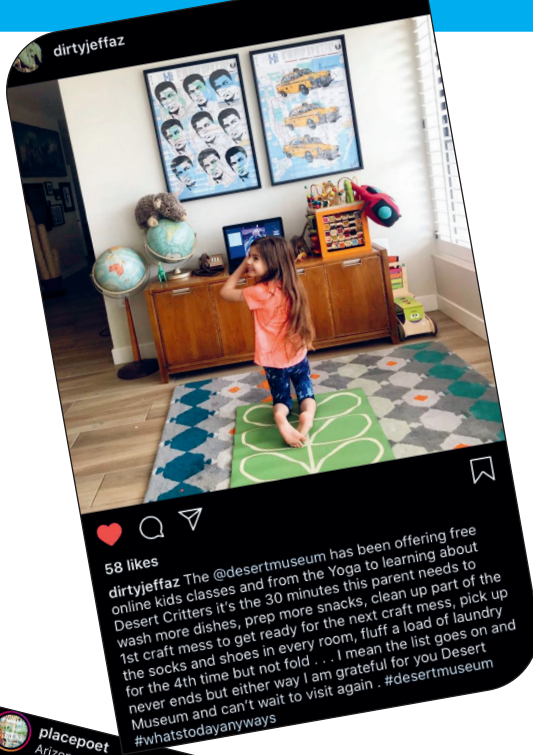 dirtyjeffaz
58 likes
dirtyjeffaz The @desertmuseum has been offering free
online kids classes and from the Yoga to learning about
Desert Critters it's the 30 minutes this parent needs to
wash more dishes, prep more snacks, clean up part of the
1st craft mess to get ready for the next craft mess, pick up
the socks and shoes in every room, fluff a load of laundry
for the 4th time but not fold . . . I mean the list goes on and
never ends but either way I am grateful for you Desert
Museum and can't wait to visit again . #desertmuseum
#whatstodayanyways
placepoet